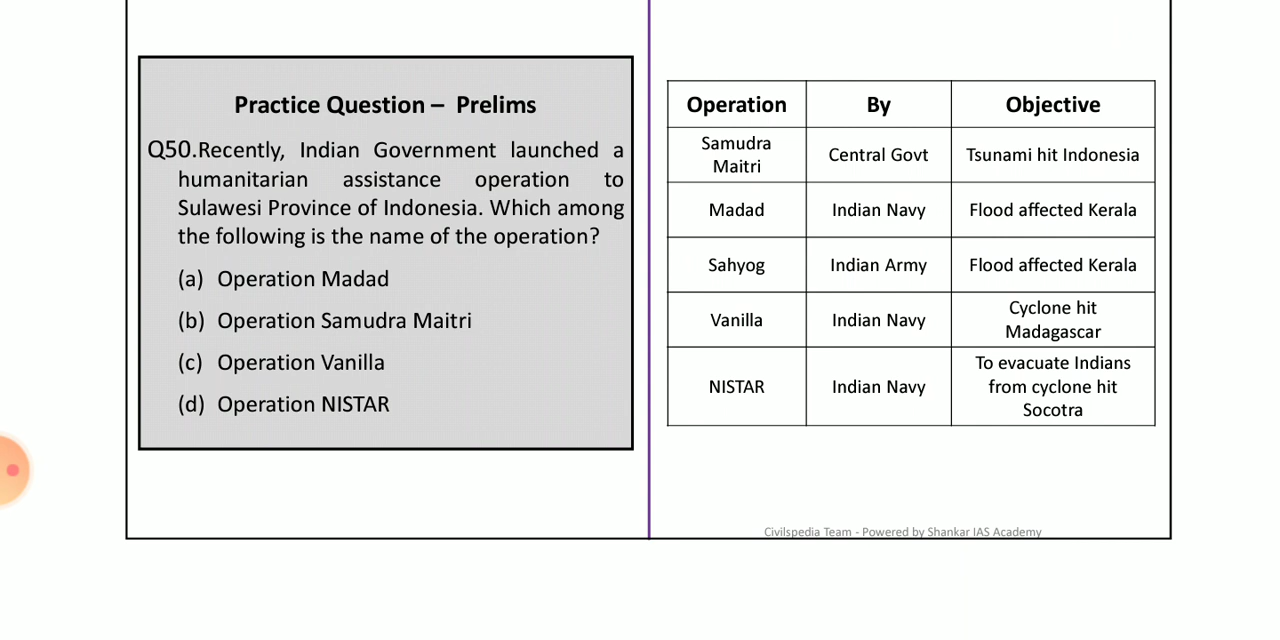 Practice Question – Prelims
Q50.Recently, Indian Government launched a
humanitarian assistance operation to
Sulawesi Province of Indonesia. Which among
the following is the name of the operation?
(a) Operation Madad
(b) Operation Samudra Maitri
(c) Operation Vanilla
(d) Operation NISTAR
Operation By Objective
Samudra
Maitri
Central Govt
Tsunami hit Indonesia
Madad Indian Navy Flood affected Kerala
Sahyog Indian Army Flood affected Kerala
Vanilla
Indian Navy
Cyclone hit
Madagascar
NISTAR
Indian Navy
To evacuate Indians
from cyclone hit
Socotra
Civilspedia Team - Powered by Shankar IAS Academy